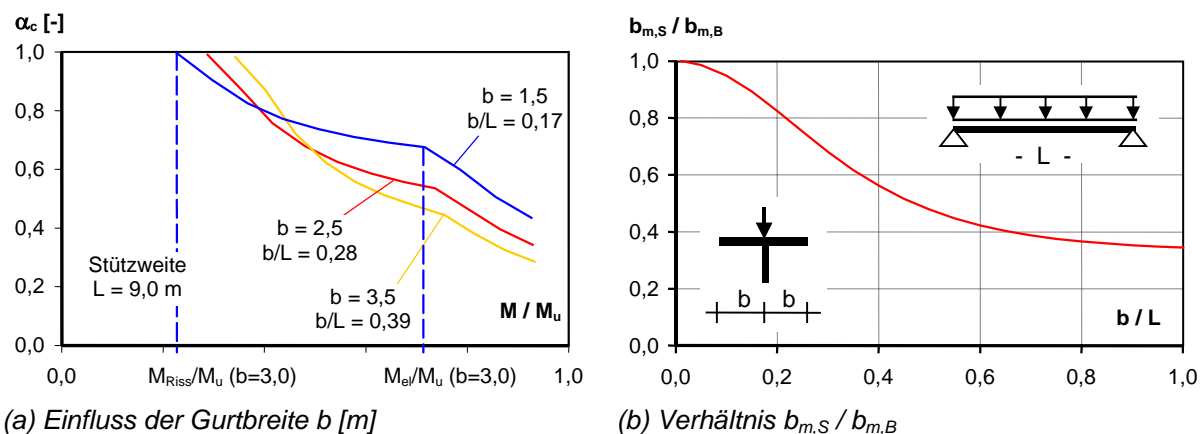 αc [-]
1,0
0,8
0,6
0,4
0,2
0,0
b = 1,5
b/L = 0,17
b = 2,5
b/L = 0,28
b = 3,5
b/L = 0,39
Stützweite
L = 9,0 m
M / Mu
0,0
MRiss/Mu (b=3,0)
Mel/Mu (b=3,0)
1,0
(a) Einfluss der Gurtbreite b [m]
bm,S / bm,B
1,0
0,8
0,6
0,4
0,2
0,0
- L -
b b
b / L
0,0 0,2 0,4 0,6 0,8 1,0
(b) Verhältnis bm,S / bm,B